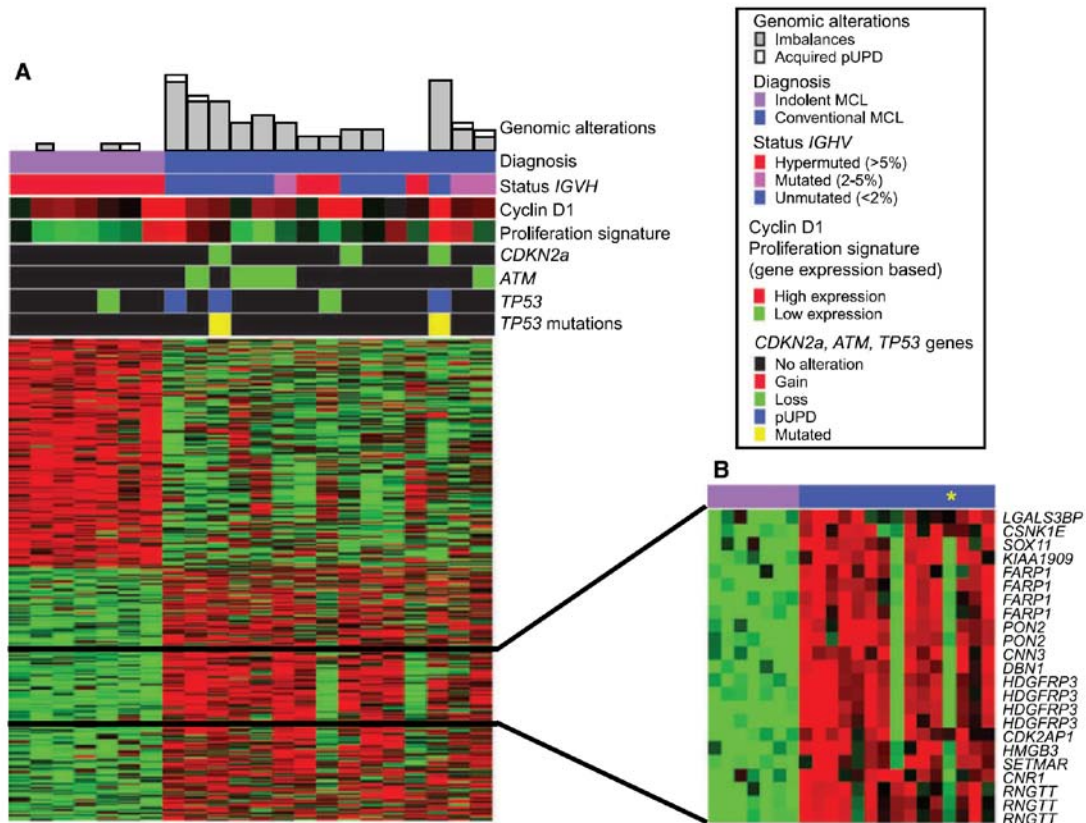 A
Genomic alterations
Diagnosis
Status IGVH
Cyclin D1
Proliferation signature
CDKN2a
ATM
TP53
TP53 mutations
Genomic alterations
Imbalances
Acquired pUPD
Diagnosis
Indolent MCL
Conventional MCL
Status IGHV
Hypermuted (>5%)
Mutated (2-5%)
Unmutated (<2%)
Cyclin D1
Proliferation signature
(gene expression based)
High expression
Low expression
CDKN2a, ATM, TP53 genes
No alteration
Gain
Loss
pUPD
Mutated
B
*
LGALS3BP
CSNK1E
SOX11
KIAA1909
FARP1
FARP1
FARP1
FARP1
PON2
PON2
CNN3
DBN1
HDGFRP3
HDGFRP3
HDGFRP3
HDGFRP3
CDK2AP1
HMGB3
SETMAR
CNR1
RNGTT
RNGTT
RNGTT